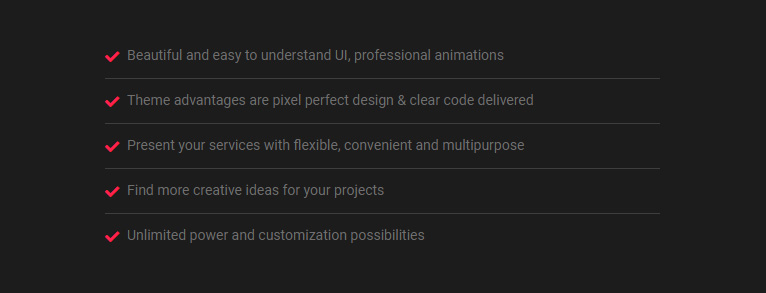 Beautiful and easy to understand UI, professional animations
Theme advantages are pixel perfect design & clear code delivered
Present your services with flexible, convenient and multipurpose
Find more creative ideas for your projects
Unlimited power and customization possibilities